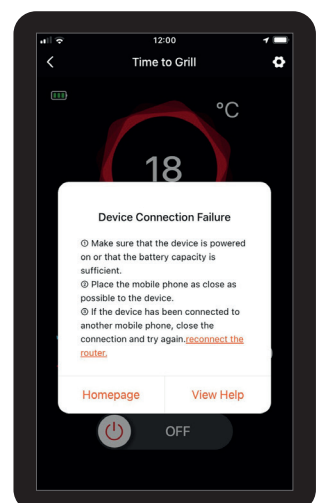 12:00
Time to Grill
°C
18
Device Connection Failure
① Make sure that the device is powered
on or that the battery capacity is
sufficient.
② Place the mobile phone as close as
possible to the device.
③ If the device has been connected to
another mobile phone, close the
connection and try again.reconnect the
router.
Homepage View Help
OFF